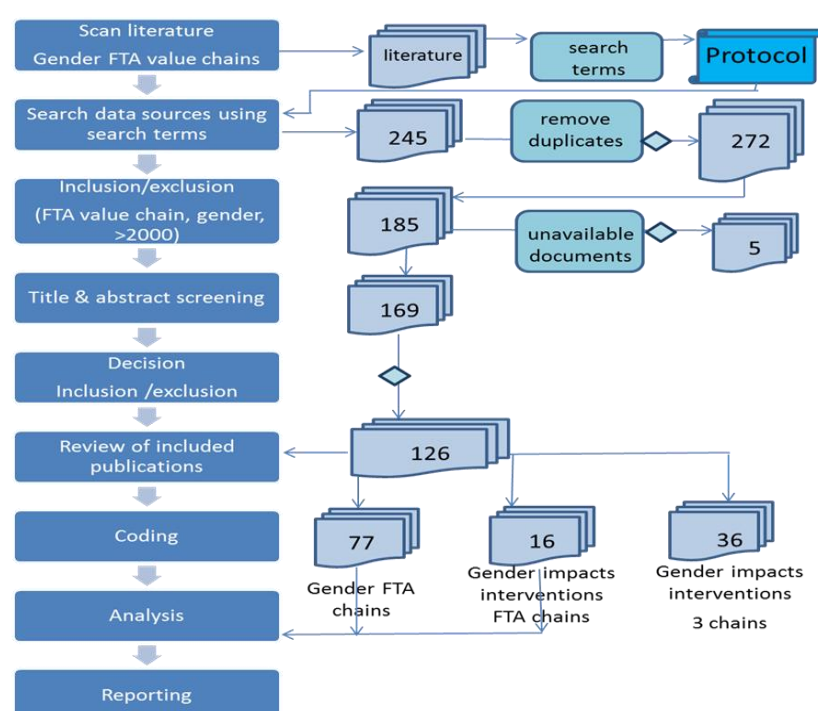 Scan literature
Gender FTA value chains
literature
search
terms
Protocol
Search data sources using
search terms
245
remove
duplicates
272
Inclusion/exclusion
(FTA value chain, gender,
>2000)
185
unavailable
documents
5
Title & abstract screening
169
Decision
Inclusion /exclusion
Review of included
publications
126
Coding
77
Gender FTA
chains
16
Gender impacts
interventions
FTA chains
36
Gender impacts
interventions
3 chains
Analysis
Reporting